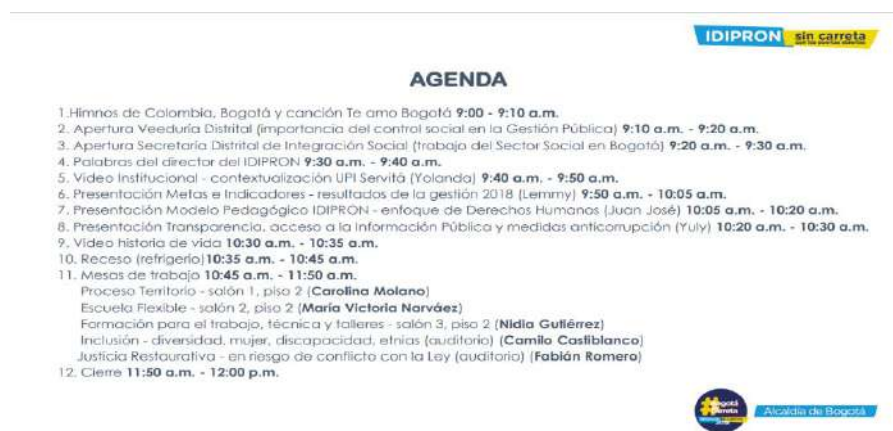 IDIPRON sin carreta
con las puertas abiertas
AGENDA
1.Himnos de Colombia, Bogotá y canción Te amo Bogotá 9:00 - 9:10 a.m.
2. Apertura Veeduría Distrital (importancia del control social en la Gestión Pública) 9:10 a.m. - 9:20 a.m.
3. Apertura Secretaría Distrital de Integración Social (trabajo del Sector Social en Bogotá) 9:20 a.m. - 9:30 a.m.
4. Palabras del director del IDIPRON 9:30 a.m. - 9:40 a.m.
5. Video Institucional - contextualización UPI Servitá (Yolanda) 9:40 a.m. - 9:50 a.m.
6. Presentación Metas e Indicadores - resultados de la gestión 2018 (Lemmy) 9:50 a.m. - 10:05 a.m.
7. Presentación Modelo Pedagógico IDIPRON - enfoque de Derechos Humanos (Juan José) 10:05 a.m. - 10:20 a.m.
8. Presentación Transparencia, acceso a la Información Pública y medidas anticorrupción (Yuly) 10:20 a.m. - 10:30 a.m.
9. Video historia de vida 10:30 a.m. - 10:35 a.m.
10. Receso (refrigerio) 10:35 a.m. - 10:45 a.m.
11. Mesas de trabajo 10:45 a.m. - 11:50 a.m.
Proceso Territorio - salón 1, piso 2 (Carolina Molano)
Escuela Flexible - salón 2, piso 2 (María Victoria Narváez)
Formación para el trabajo, técnica y talleres - salón 3, piso 2 (Nidia Gutiérrez)
Inclusión - diversidad, mujer, discapacidad, etnias (auditorio) (Camilo Castiblanco)
Justicia Restaurativa - en riesgo de conflicto con la Ley (auditorio) (Fabián Romero)
12. Cierre 11:50 a.m. - 12:00 p.m.
Alcaldía de Bogotá